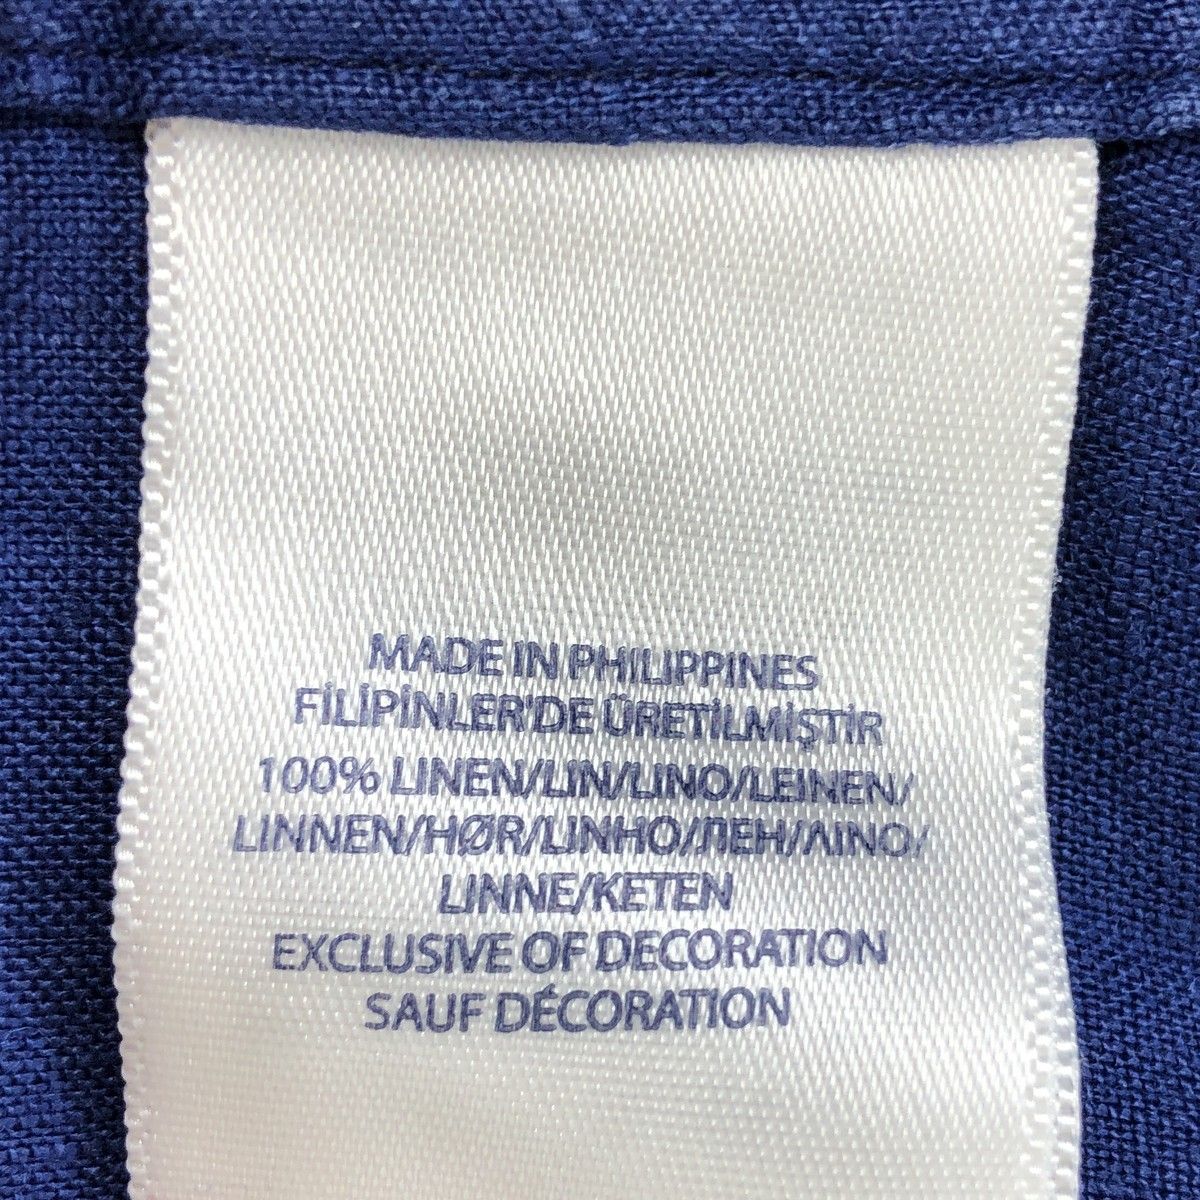 MADE IN PHILIPPINES
FİLİPİNLER'DE ÜRETİLMİŞTİR
100% LINEN/LIN/LINO/LEINEN/
LINNEN/HØR/LINHO/ЛЕН/ΛΙΝΟ/
LINNE/KETEN
EXCLUSIVE OF DECORATION
SAUF DÉCORATION